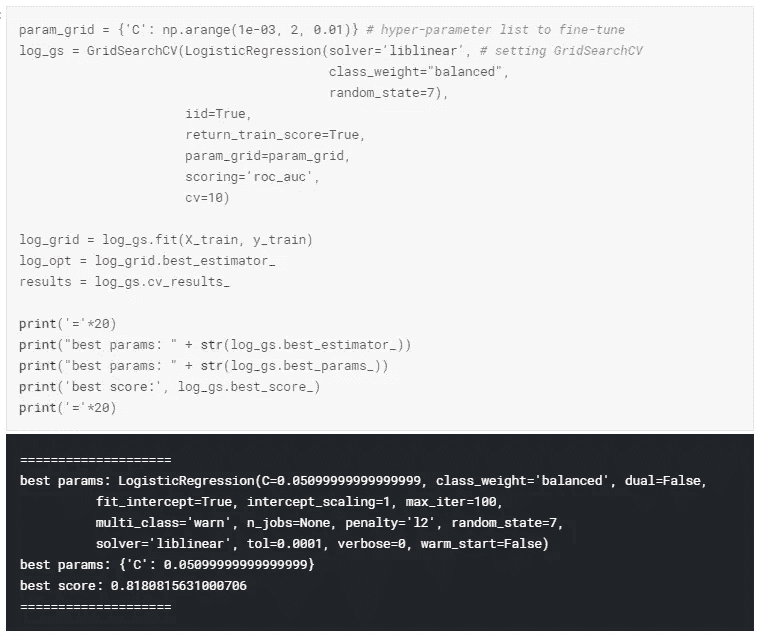 param_grid = {'C': np.arange(1e-03, 2, 0.01)} # hyper-parameter list to fine-tune
log_gs = GridSearchCV(LogisticRegression(solver='liblinear', # setting GridSearchCV
                                         class_weight="balanced",
                                         random_state=7),
                      iid=True,
                      return_train_score=True,
                      param_grid=param_grid,
                      scoring='roc_auc',
                      cv=10)

log_grid = log_gs.fit(X_train, y_train)
log_opt = log_grid.best_estimator_
results = log_gs.cv_results_

print('='*20)
print("best params: " + str(log_gs.best_estimator_))
print("best params: " + str(log_gs.best_params_))
print('best score:', log_gs.best_score_)
print('='*20)

====================
best params: LogisticRegression(C=0.05099999999999999, class_weight='balanced', dual=False,
          fit_intercept=True, intercept_scaling=1, max_iter=100,
          multi_class='warn', n_jobs=None, penalty='l2', random_state=7,
          solver='liblinear', tol=0.0001, verbose=0, warm_start=False)
best params: {'C': 0.05099999999999999}
best score: 0.8180815631000706
====================